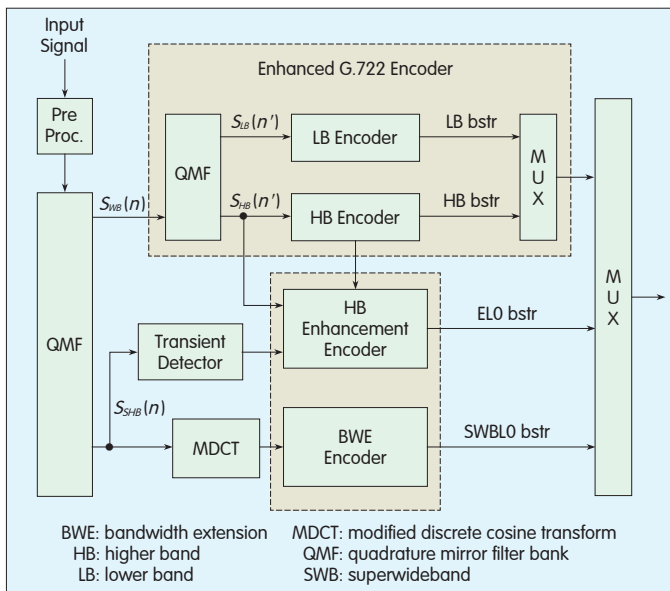 Input
Signal
Enhanced G.722 Encoder
Pre
Proc.
S_LB(n')
LB Encoder
LB bstr
QMF
M
U
X
S_WB(n)
S_HB(n')
HB Encoder
HB bstr
M
U
X
QMF
HB
Enhancement
Encoder
EL0 bstr
Transient
Detector
S_SHB(n)
MDCT
BWE
Encoder
SWBL0 bstr
BWE: bandwidth extension
MDCT: modified discrete cosine transform
HB: higher band
QMF: quadrature mirror filter bank
LB: lower band
SWB: superwideband